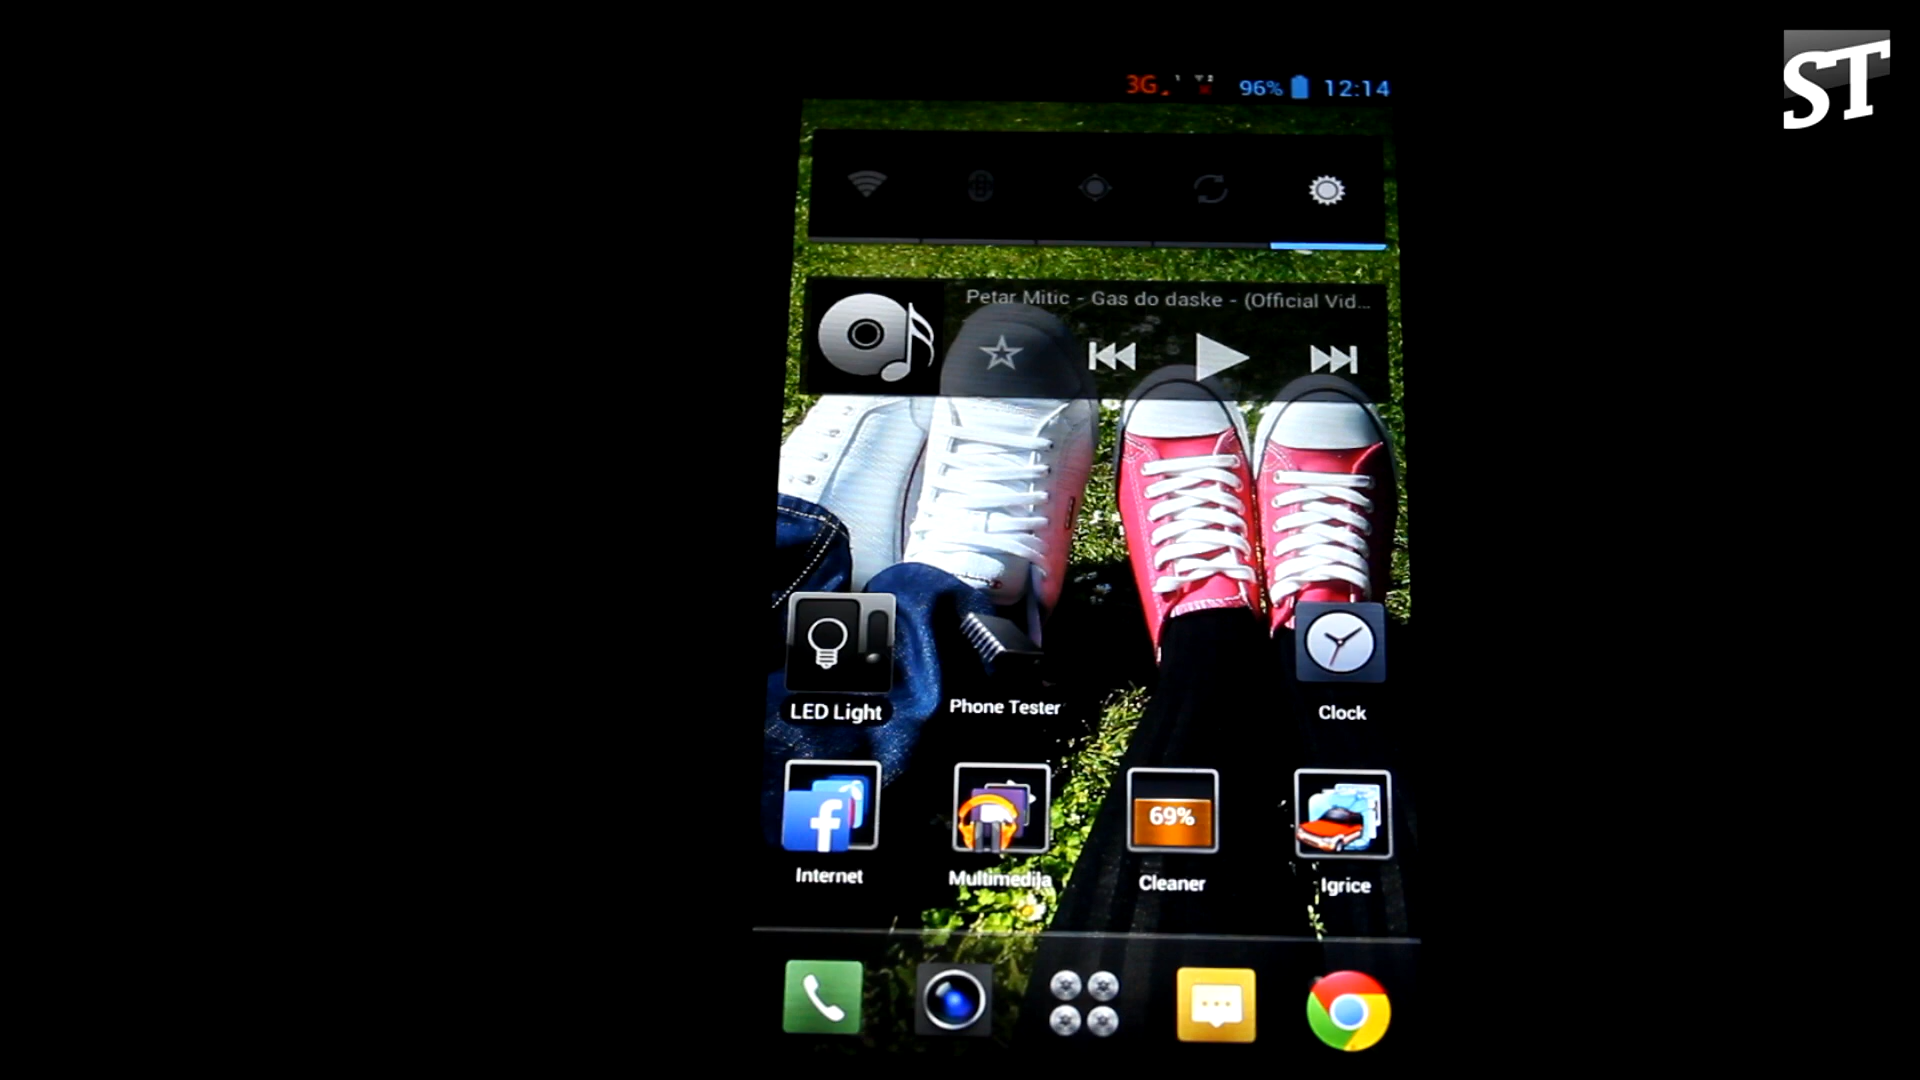 ST
3G 96% 12:14
Petar Mitic - Gas do daske - (Official Vid...
LED Light
Phone Tester
Clock
69%
Internet
Multimedija
Cleaner
Igrice